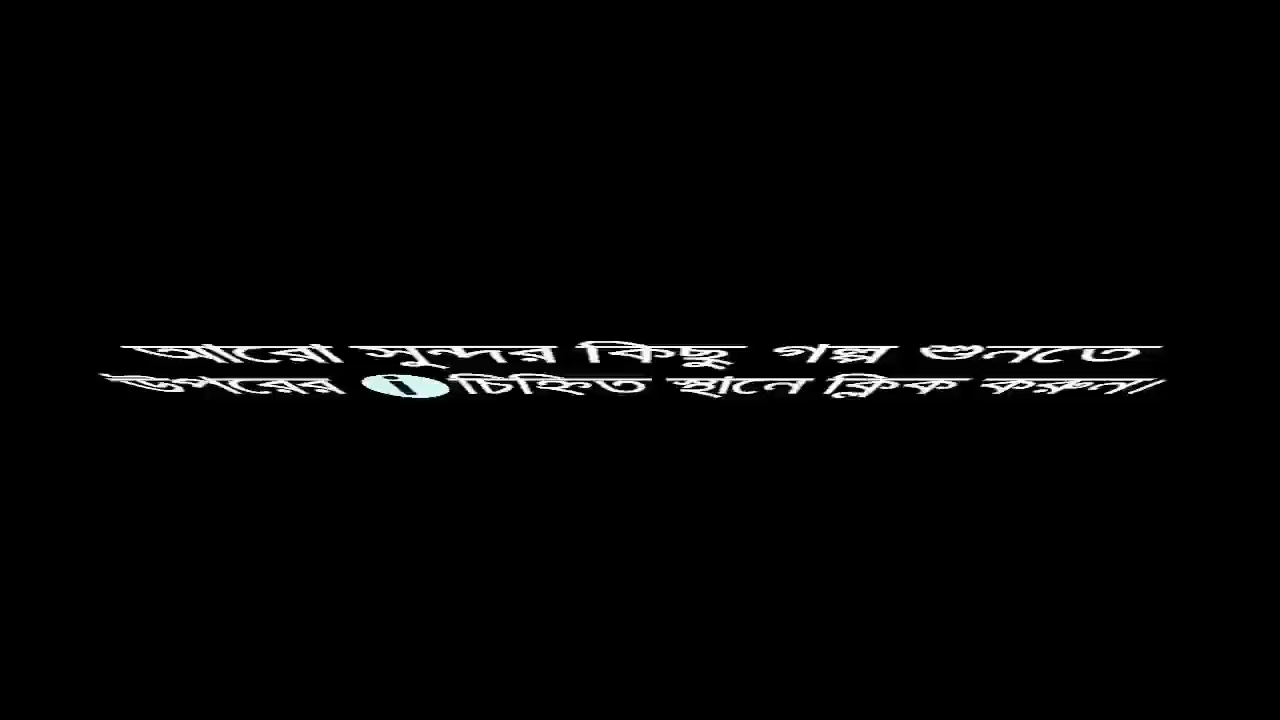 আরো সুন্দর কিছু গল্প শুনতে
উপরের i চিহ্নিত স্থানে ক্লিক করুন।